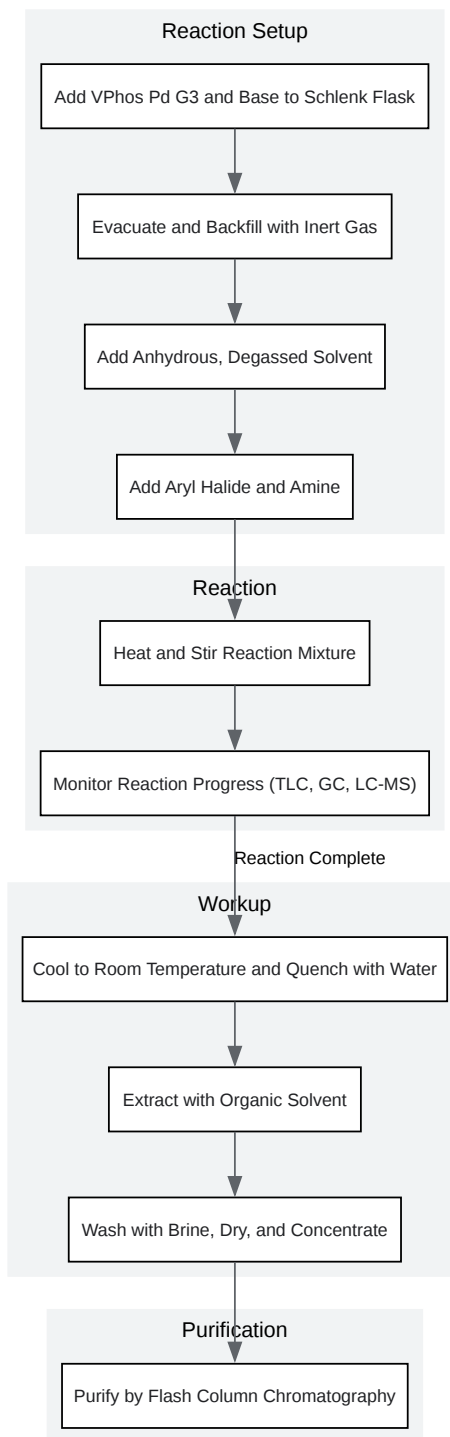 Reaction Setup
Add VPhos Pd G3 and Base to Schlenk Flask
Evacuate and Backfill with Inert Gas
Add Anhydrous, Degassed Solvent
Add Aryl Halide and Amine
Reaction
Heat and Stir Reaction Mixture
Monitor Reaction Progress (TLC, GC, LC-MS)
Reaction Complete
Workup
Cool to Room Temperature and Quench with Water
Extract with Organic Solvent
Wash with Brine, Dry, and Concentrate
Purification
Purify by Flash Column Chromatography